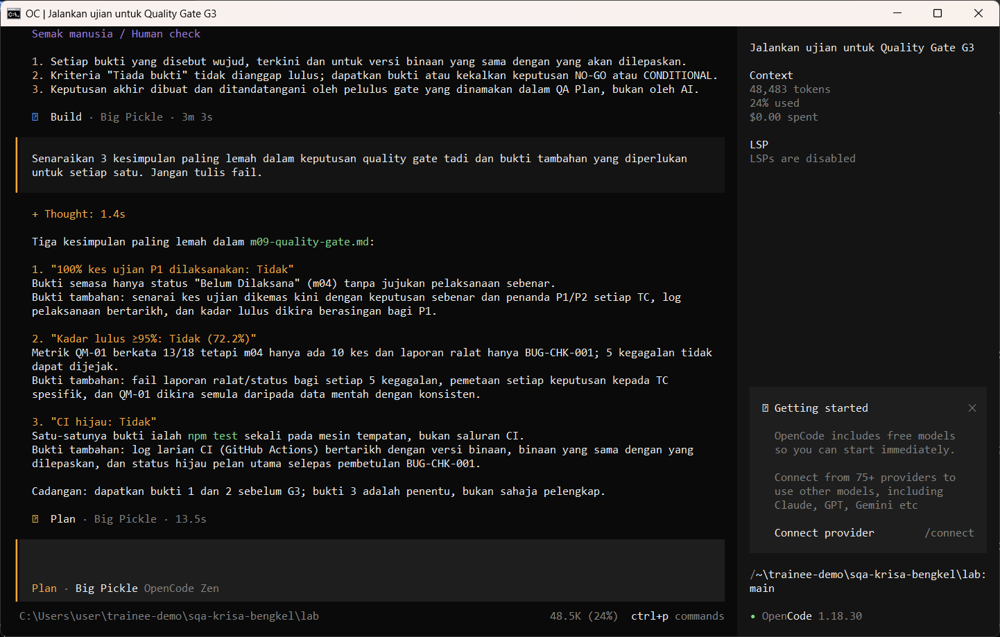 OC | Jalankan ujian untuk Quality Gate G3
Semak manusia / Human check
1. Setiap bukti yang disebut wujud, terkini dan untuk versi binaan yang sama dengan yang akan dilepaskan.
2. Kriteria "Tiada bukti" tidak dianggap lulus; dapatkan bukti atau kekalkan keputusan NO-GO atau CONDITIONAL.
3. Keputusan akhir dibuat dan ditandatangani oleh pelulus gate yang dinamakan dalam QA Plan, bukan oleh AI.
Build · Big Pickle · 3m 3s
Senaraikan 3 kesimpulan paling lemah dalam keputusan quality gate tadi dan bukti tambahan yang diperlukan
untuk setiap satu. Jangan tulis fail.
+ Thought: 1.4s
Tiga kesimpulan paling lemah dalam m09-quality-gate.md:
1. "100% kes ujian P1 dilaksanakan: Tidak"
Bukti semasa hanya status "Belum Dilaksana" (m04) tanpa jujukan pelaksanaan sebenar.
Bukti tambahan: senarai kes ujian dikemas kini dengan keputusan sebenar dan penanda P1/P2 setiap TC, log
pelaksanaan bertarikh, dan kadar lulus dikira berasingan bagi P1.
2. "Kadar lulus ≥95%: Tidak (72.2%)"
Metrik QM-01 berkata 13/18 tetapi m04 hanya ada 10 kes dan laporan ralat hanya BUG-CHK-001; 5 kegagalan tidak
dapat dijejak.
Bukti tambahan: fail laporan ralat/status bagi setiap 5 kegagalan, pemetaan setiap keputusan kepada TC
spesifik, dan QM-01 dikira semula daripada data mentah dengan konsisten.
3. "CI hijau: Tidak"
Satu-satunya bukti ialah npm test sekali pada mesin tempatan, bukan saluran CI.
Bukti tambahan: log larian CI (GitHub Actions) bertarikh dengan versi binaan, binaan yang sama dengan yang
dilepaskan, dan status hijau pelan utama selepas pembetulan BUG-CHK-001.
Cadangan: dapatkan bukti 1 dan 2 sebelum G3; bukti 3 adalah penentu, bukan sahaja pelengkap.
Plan · Big Pickle · 13.5s
Plan · Big Pickle OpenCode Zen
C:\Users\user\trainee-demo\sqa-krisa-bengkel\lab
48.5K (24%) ctrl+p commands
Jalankan ujian untuk Quality Gate G3
Context
48,483 tokens
24% used
$0.00 spent
LSP
LSPs are disabled
Getting started
OpenCode includes free models
so you can start immediately.
Connect from 75+ providers to
use other models, including
Claude, GPT, Gemini etc
Connect provider /connect
/~\trainee-demo\sqa-krisa-bengkel\lab:
main
• OpenCode 1.18.30